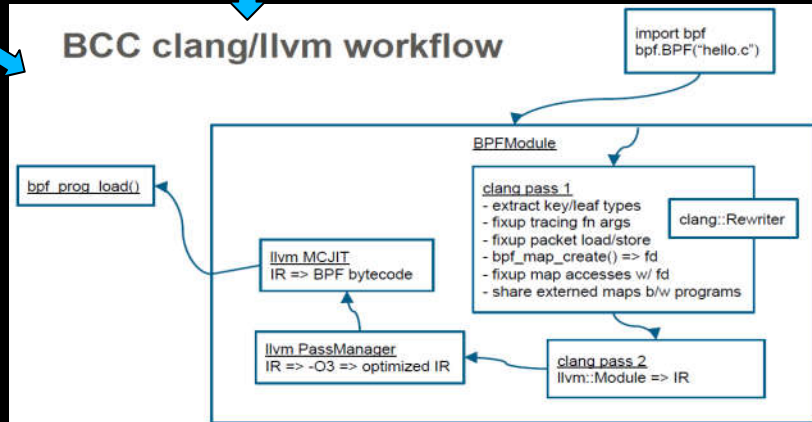 BCC clang/llvm workflow
import bpf
bpf.BPF("hello.c")
BPFModule
bpf_prog_load()
clang pass 1
- extract key/leaf types
- fixup tracing fn args
- fixup packet load/store
- bpf_map_create() => fd
- fixup map accesses w/ fd
- share externed maps b/w programs
clang::Rewriter
llvm MCJIT
IR => BPF bytecode
llvm PassManager
IR => -O3 => optimized IR
clang pass 2
llvm::Module => IR